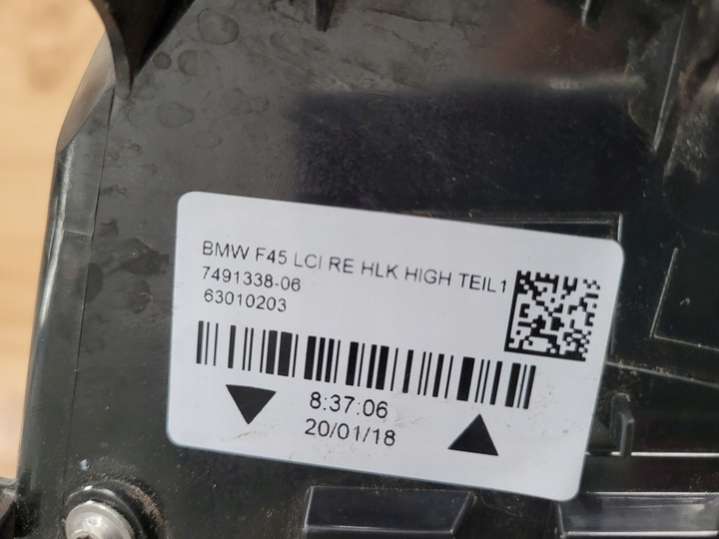 BMW F45 LCI RE HLK HIGH TEIL1
7491338-06
63010203
8:37:06
20/01/18